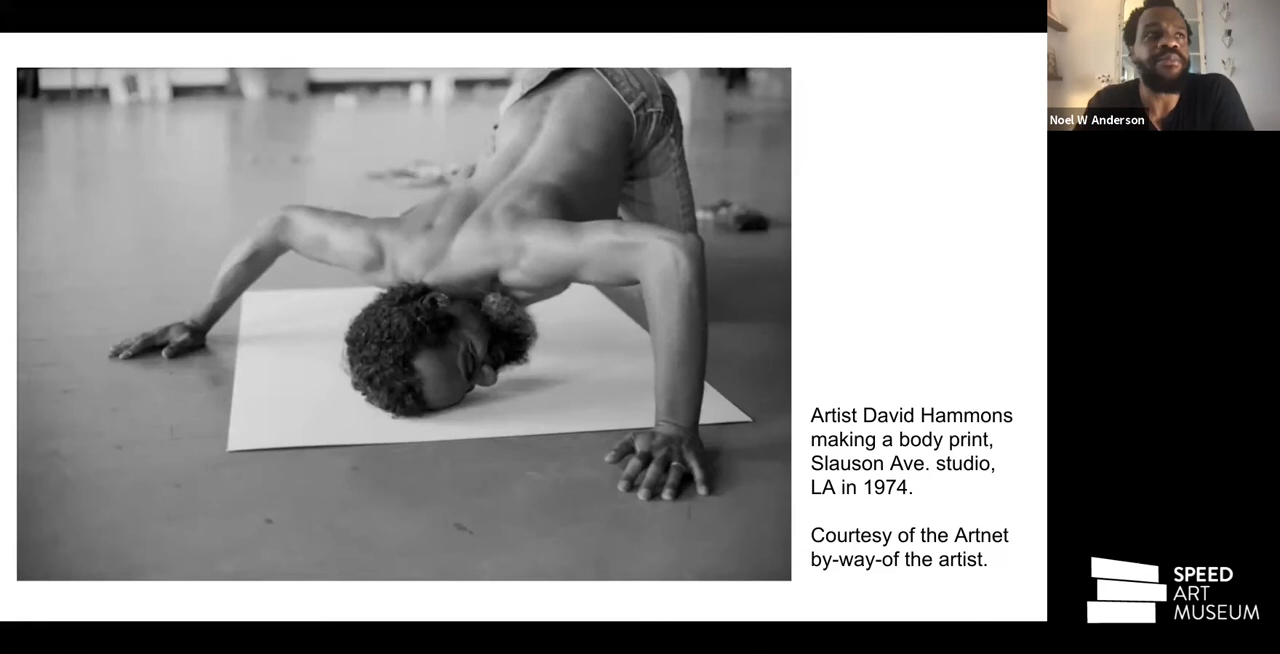 Noel W Anderson
Artist David Hammons
making a body print,
Slauson Ave. studio,
LA in 1974.
Courtesy of the Artnet
by-way-of the artist.
SPEED
ART
MUSEUM